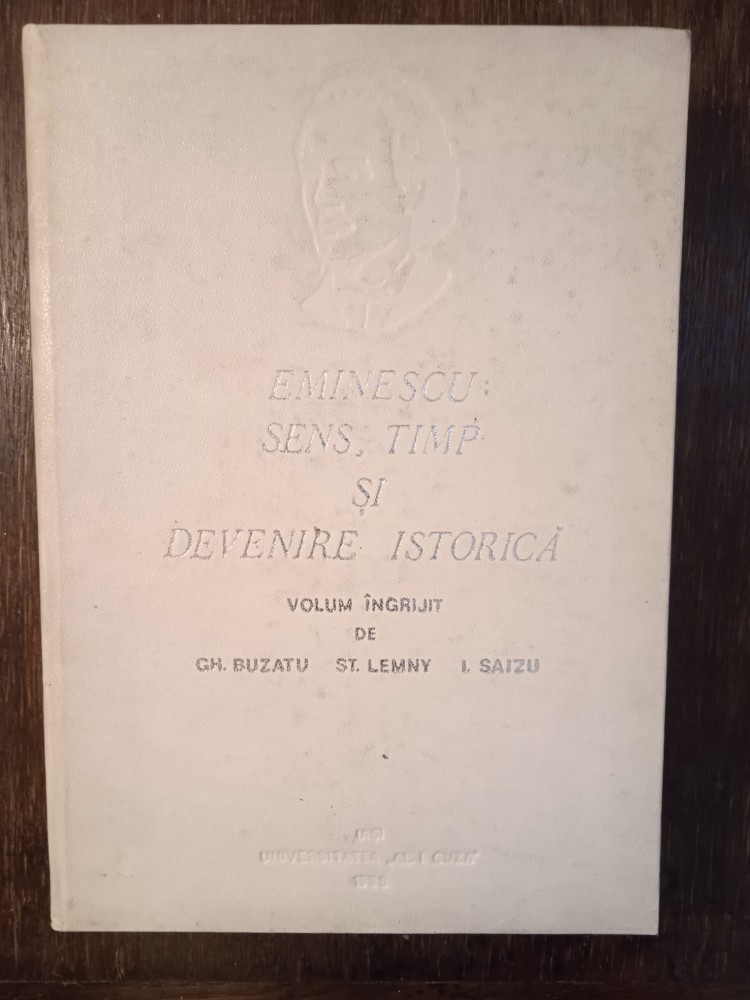 EMINESCU:
SENS, TIMP
ȘI
DEVENIRE ISTORICĂ
VOLUM ÎNGRIJIT
DE
GH. BUZATU ST. LEMNY I. SAIZU
IAȘI
UNIVERSITATEA „AL. I. CUZA”